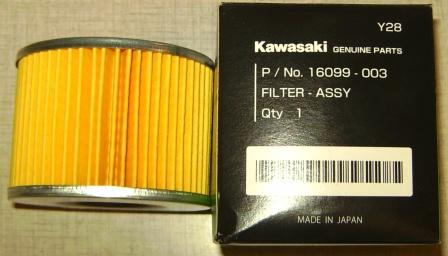 Y28
Kawasaki GENUINE PARTS
P / No. 16099 - 003
FILTER - ASSY
Qty 1
MADE IN JAPAN